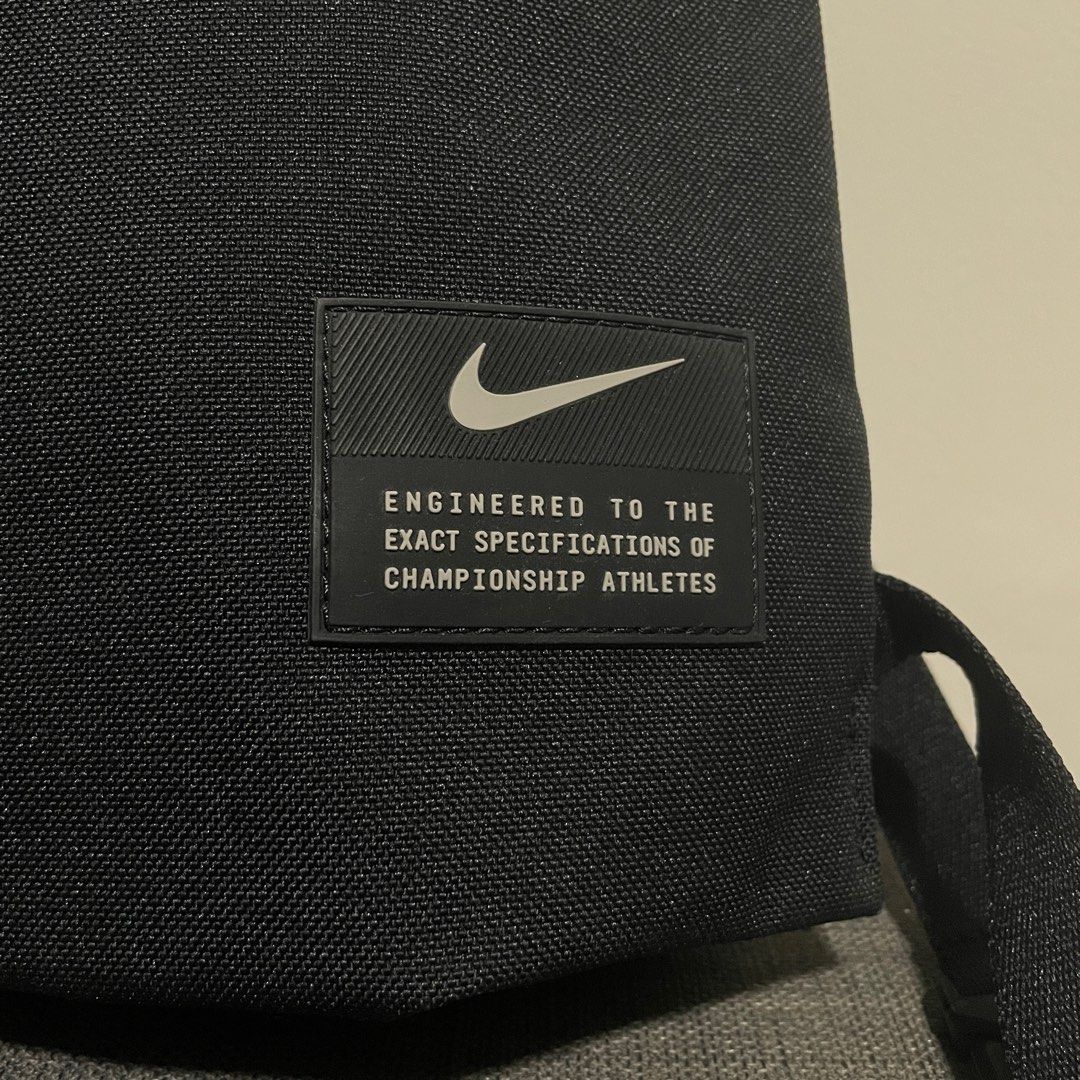 ENGINEERED TO THE
EXACT SPECIFICATIONS OF
CHAMPIONSHIP ATHLETES